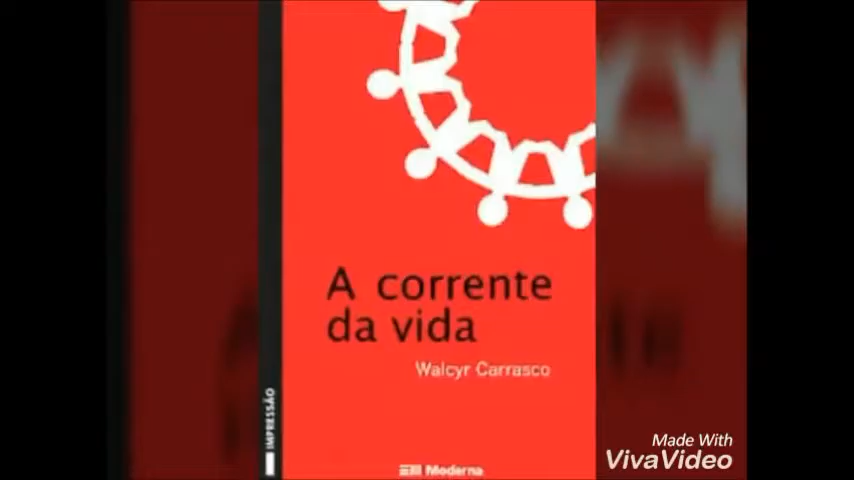 A corrente
da vida
Walcyr Carrasco
IMPRESSÃO
Moderna
Made With
VivaVideo